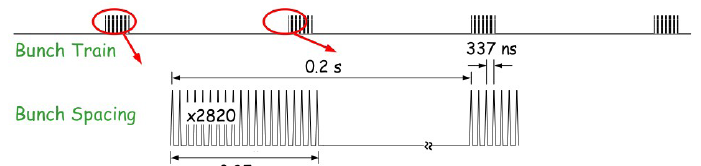 Bunch Train
337 ns
0.2 s
Bunch Spacing
x2820